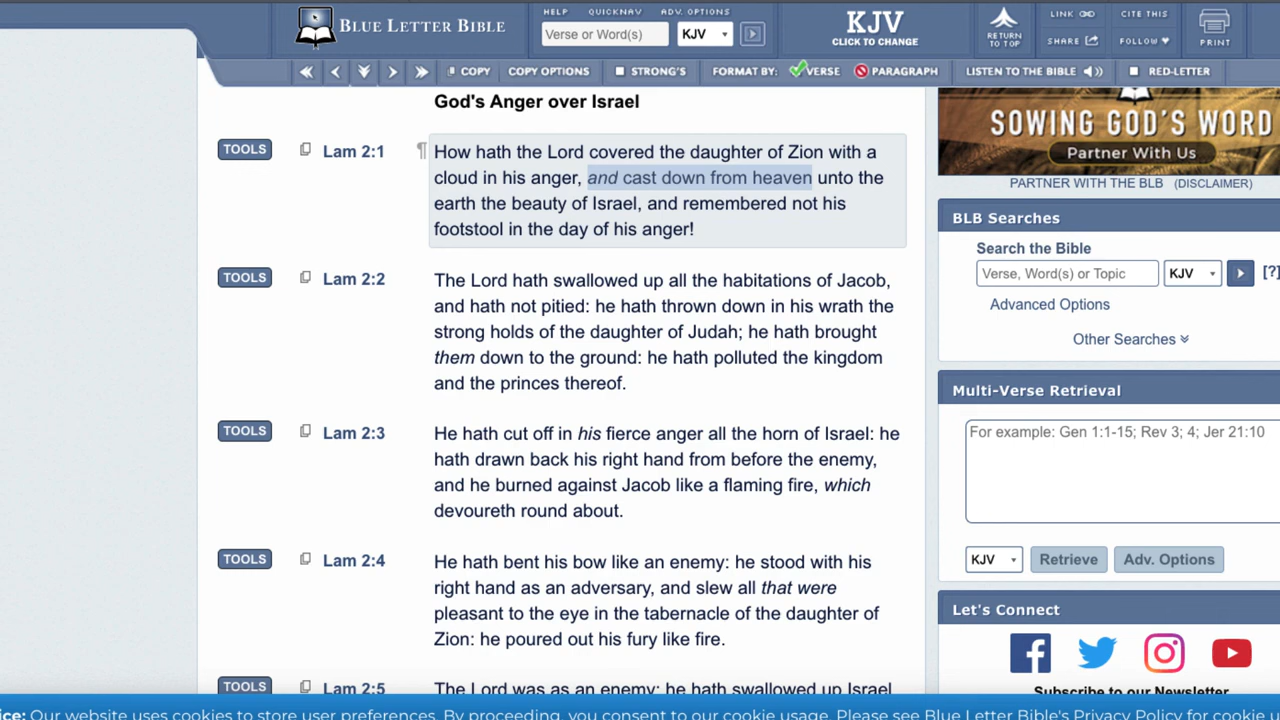 BLUE LETTER BIBLE
HELP QUICKNAV ADV. OPTIONS
Verse or Word(s) KJV
KJV
CLICK TO CHANGE
RETURN
TO TOP
LINK CITE THIS
SHARE FOLLOW
PRINT
COPY COPY OPTIONS STRONG'S FORMAT BY: VERSE PARAGRAPH LISTEN TO THE BIBLE RED-LETTER
God's Anger over Israel
TOOLS Lam 2:1 ¶ How hath the Lord covered the daughter of Zion with a
cloud in his anger, and cast down from heaven unto the
earth the beauty of Israel, and remembered not his
footstool in the day of his anger!
TOOLS Lam 2:2 The Lord hath swallowed up all the habitations of Jacob,
and hath not pitied: he hath thrown down in his wrath the
strong holds of the daughter of Judah; he hath brought
them down to the ground: he hath polluted the kingdom
and the princes thereof.
TOOLS Lam 2:3 He hath cut off in his fierce anger all the horn of Israel: he
hath drawn back his right hand from before the enemy,
and he burned against Jacob like a flaming fire, which
devoureth round about.
TOOLS Lam 2:4 He hath bent his bow like an enemy: he stood with his
right hand as an adversary, and slew all that were
pleasant to the eye in the tabernacle of the daughter of
Zion: he poured out his fury like fire.
TOOLS Lam 2:5 The Lord was as an enemy: he hath swallowed up Israel
SOWING GOD'S WORD
Partner With Us
PARTNER WITH THE BLB (DISCLAIMER)
BLB Searches
Search the Bible
Verse, Word(s) or Topic KJV [?]
Advanced Options
Other Searches
Multi-Verse Retrieval
For example: Gen 1:1-15; Rev 3; 4; Jer 21:10
KJV Retrieve Adv. Options
Let's Connect
Subscribe to our Newsletter
ice: Our website uses cookies to store user preferences. By proceeding, you consent to our cookie usage. Please see Blue Letter Bible's Privacy Policy for cookie u